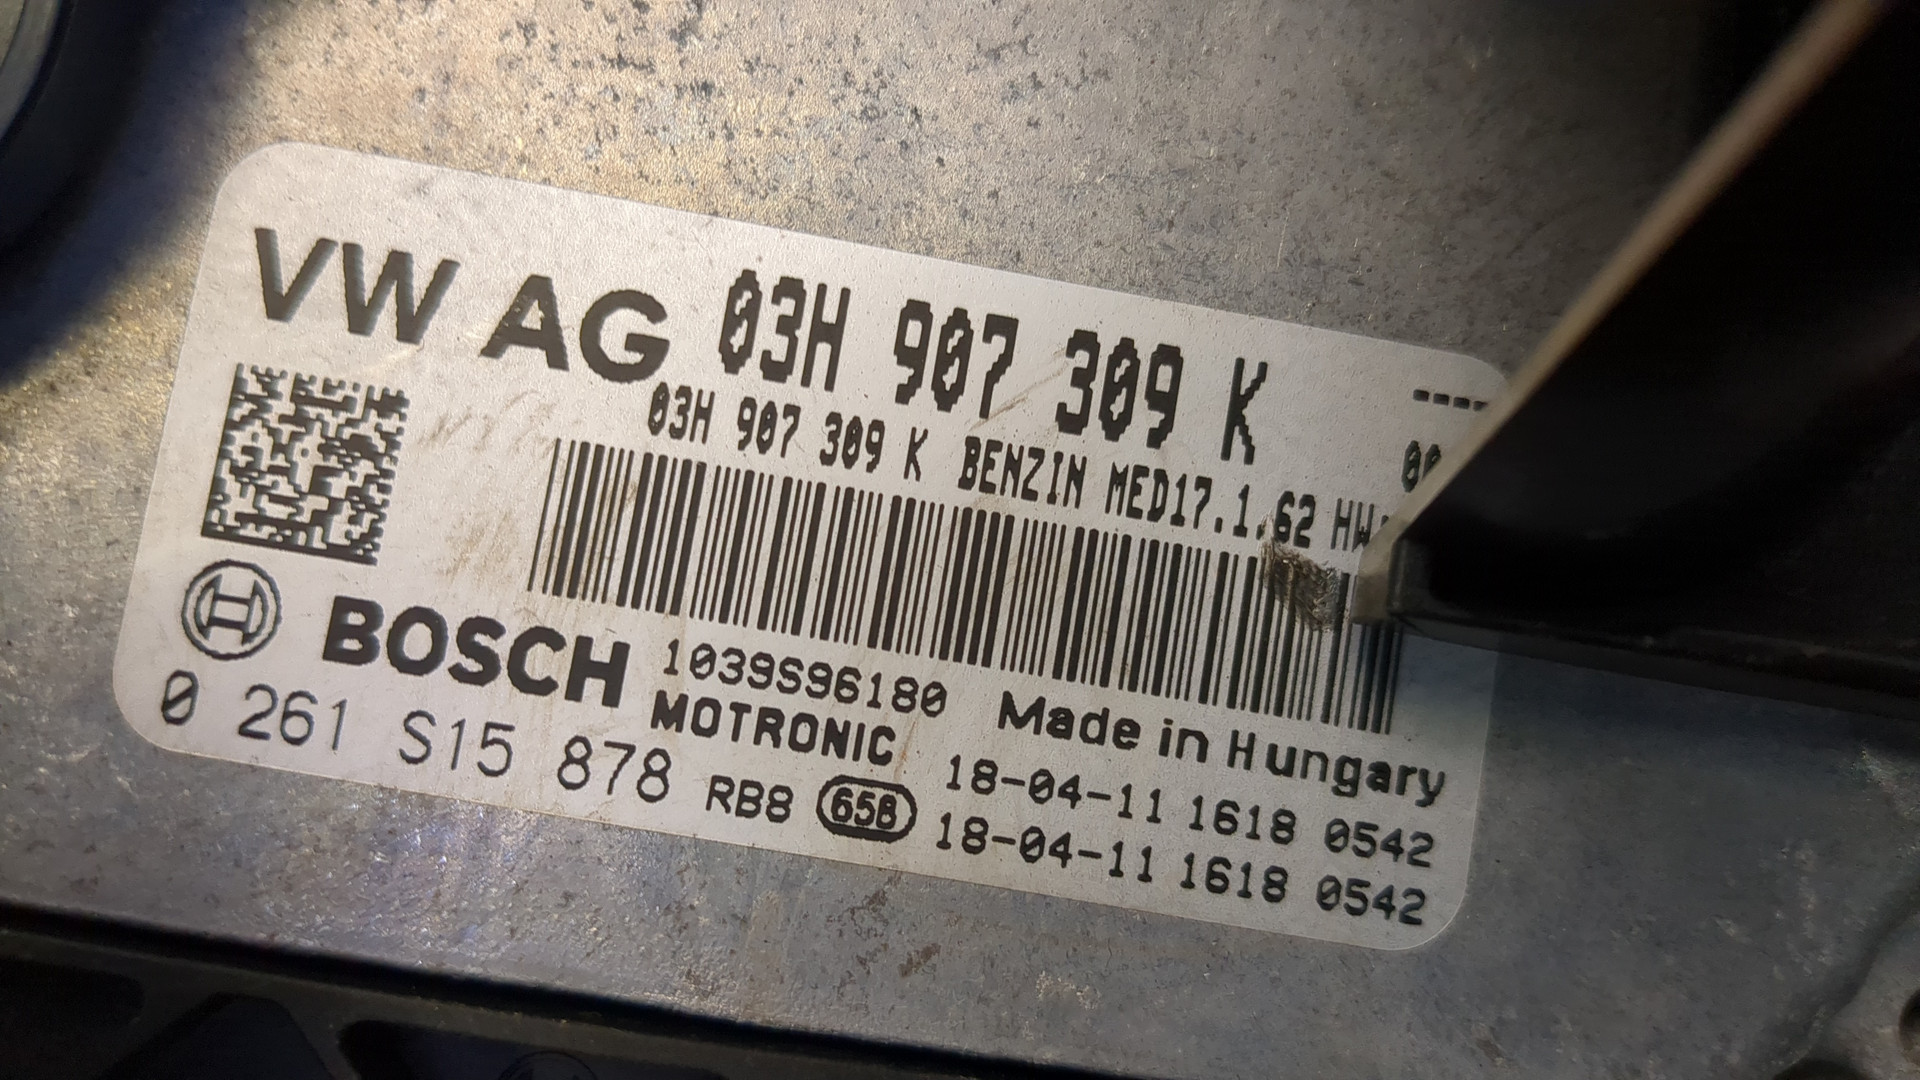 VW AG 03H 907 309 K ----
03H 907 309 K BENZIN MED17.1.62 HW
BOSCH 1039S96180 Made in Hungary
MOTRONIC 18-04-11 1618 0542
0 261 S15 878 RB8 658 18-04-11 1618 0542